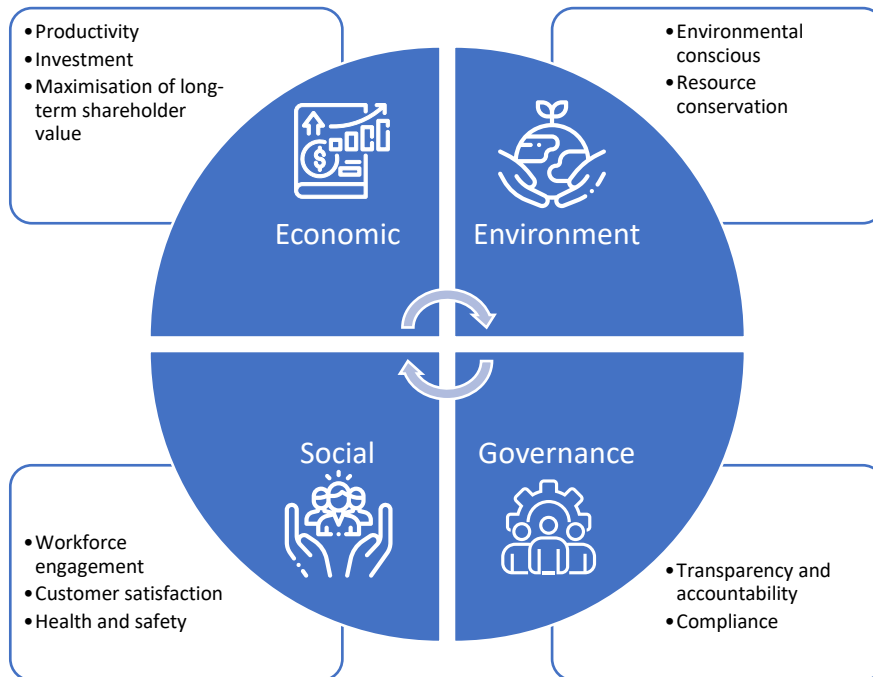 •Productivity
•Investment
•Maximisation of long-
term shareholder
value
•Environmental
conscious
•Resource
conservation
$
Economic
Environment
Social
Governance
•Workforce
engagement
•Customer satisfaction
•Health and safety
•Transparency and
accountability
•Compliance